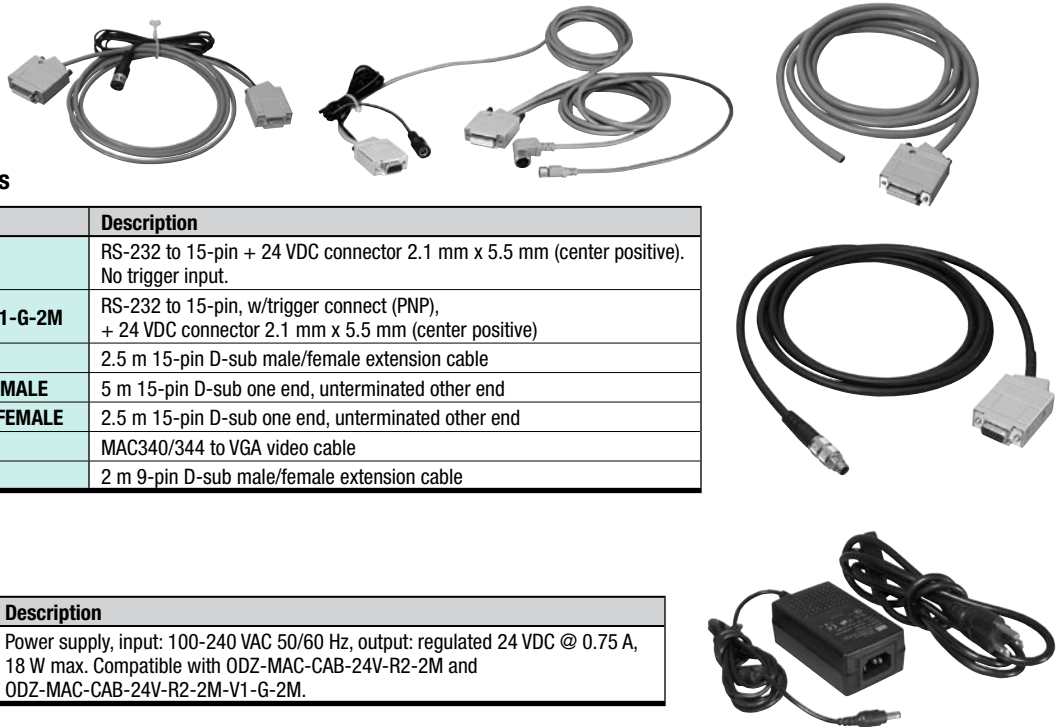 s
Description
RS-232 to 15-pin + 24 VDC connector 2.1 mm x 5.5 mm (center positive).
No trigger input.
1-G-2M
RS-232 to 15-pin, w/trigger connect (PNP),
+ 24 VDC connector 2.1 mm x 5.5 mm (center positive)
2.5 m 15-pin D-sub male/female extension cable
MALE
5 m 15-pin D-sub one end, unterminated other end
FEMALE
2.5 m 15-pin D-sub one end, unterminated other end
MAC340/344 to VGA video cable
2 m 9-pin D-sub male/female extension cable
Description
Power supply, input: 100-240 VAC 50/60 Hz, output: regulated 24 VDC @ 0.75 A,
18 W max. Compatible with ODZ-MAC-CAB-24V-R2-2M and
ODZ-MAC-CAB-24V-R2-2M-V1-G-2M.